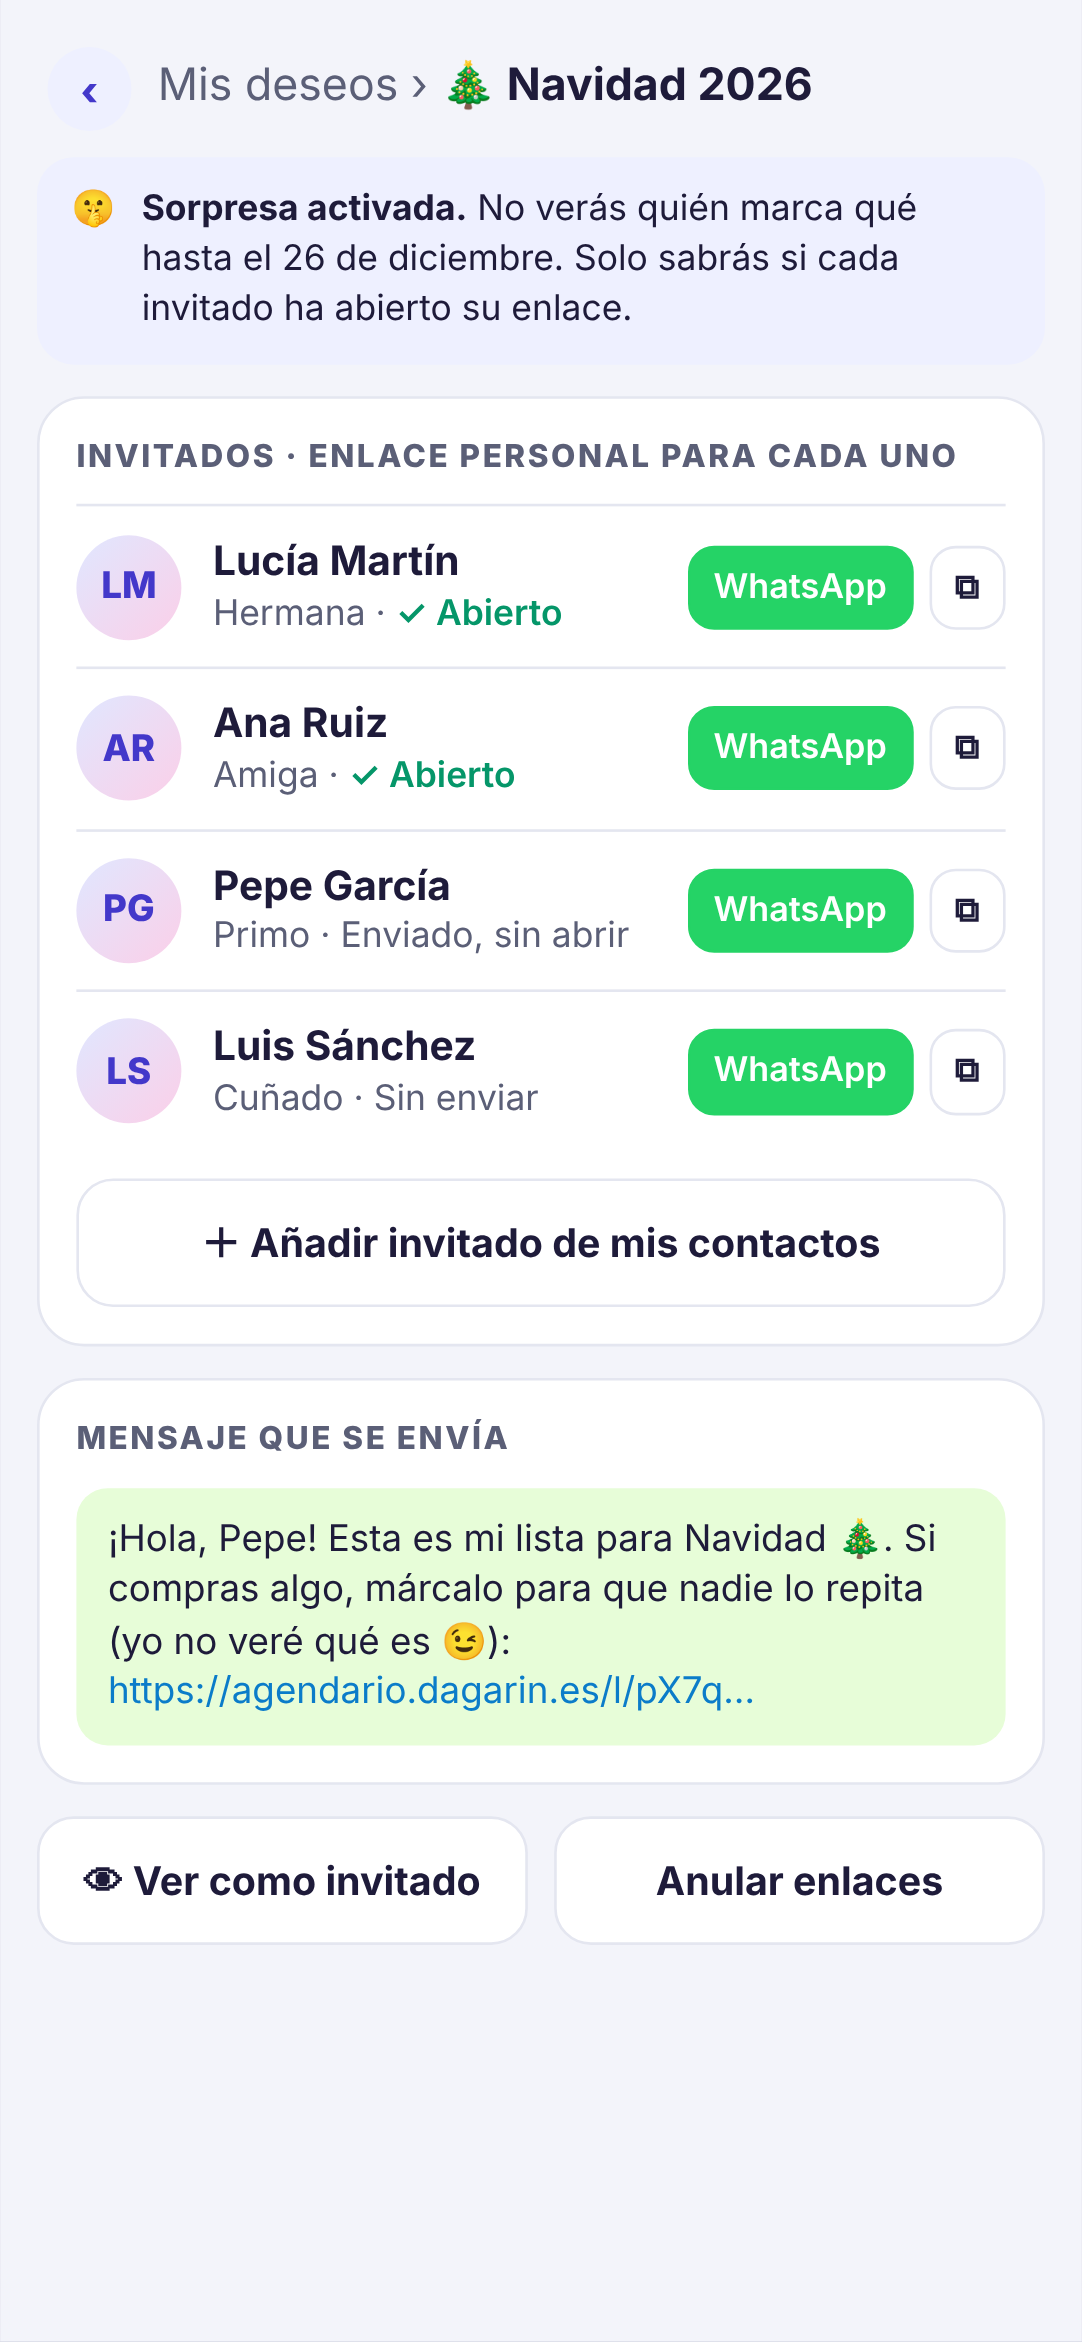 ‹ Mis deseos › 🎄 Navidad 2026
🤫 Sorpresa activada. No verás quién marca qué
hasta el 26 de diciembre. Solo sabrás si cada
invitado ha abierto su enlace.
INVITADOS · ENLACE PERSONAL PARA CADA UNO
LM
Lucía Martín
Hermana · ✓ Abierto
WhatsApp
AR
Ana Ruiz
Amiga · ✓ Abierto
WhatsApp
PG
Pepe García
Primo · Enviado, sin abrir
WhatsApp
LS
Luis Sánchez
Cuñado · Sin enviar
WhatsApp
+ Añadir invitado de mis contactos
MENSAJE QUE SE ENVÍA
¡Hola, Pepe! Esta es mi lista para Navidad 🎄. Si
compras algo, márcalo para que nadie lo repita
(yo no veré qué es 😉):
https://agendario.dagarin.es/l/pX7q...
👁 Ver como invitado
Anular enlaces